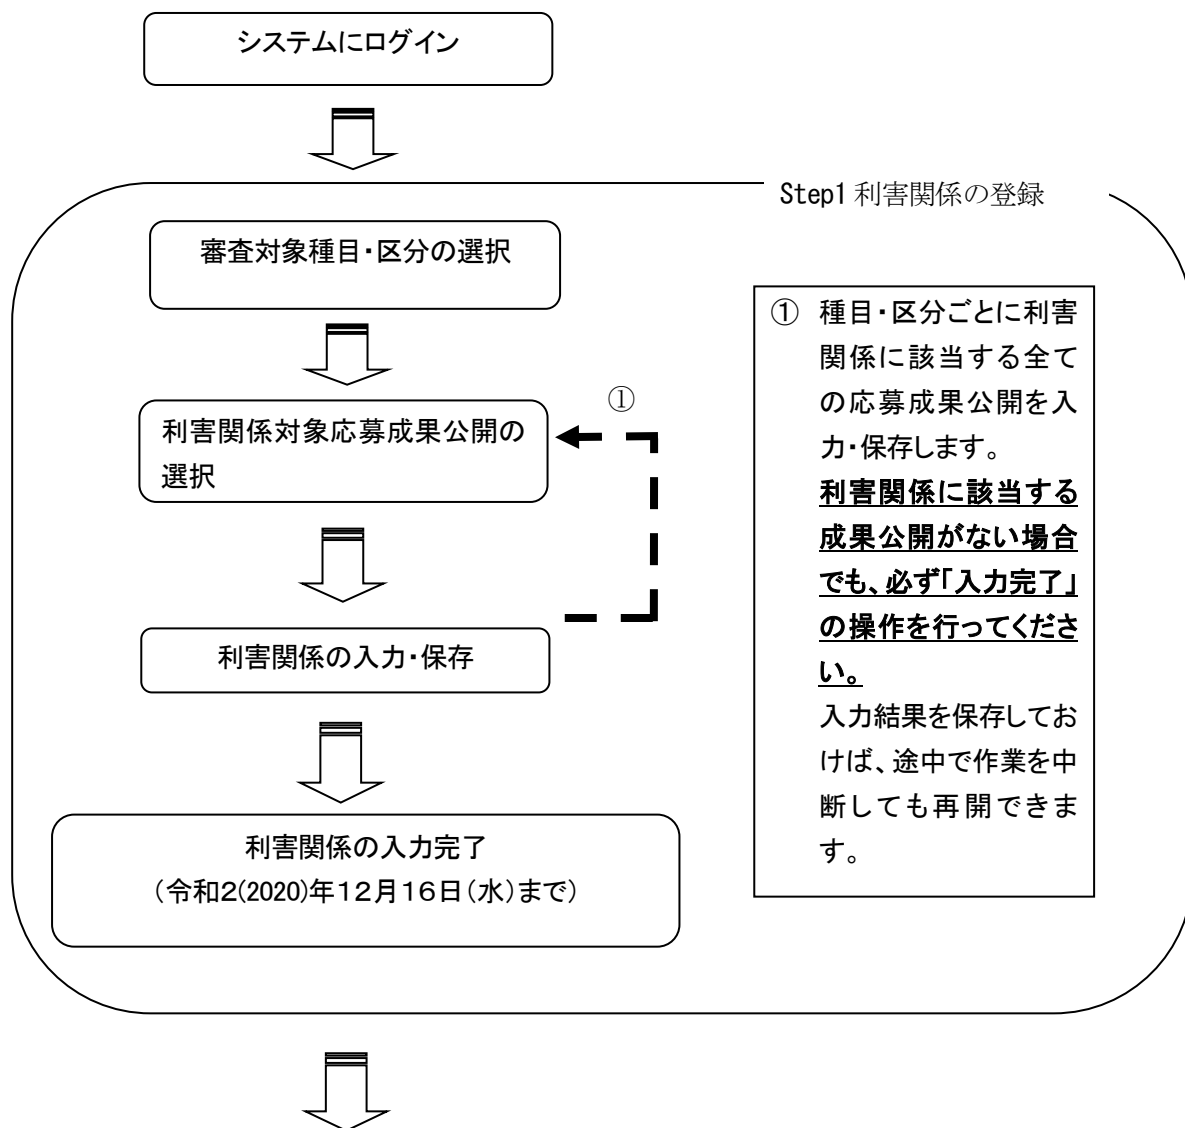 システムにログイン
Step1 利害関係の登録
審査対象種目・区分の選択
利害関係対象応募成果公開の
選択
①
利害関係の入力・保存
利害関係の入力完了
（令和2(2020)年１２月１６日（水）まで）
① 種目・区分ごとに利害
関係に該当する全て
の応募成果公開を入
力・保存します。
利害関係に該当する
成果公開がない場合
でも、必ず「入力完了」
の操作を行ってくださ
い。
入力結果を保存してお
けば、途中で作業を中
断しても再開できま
す。